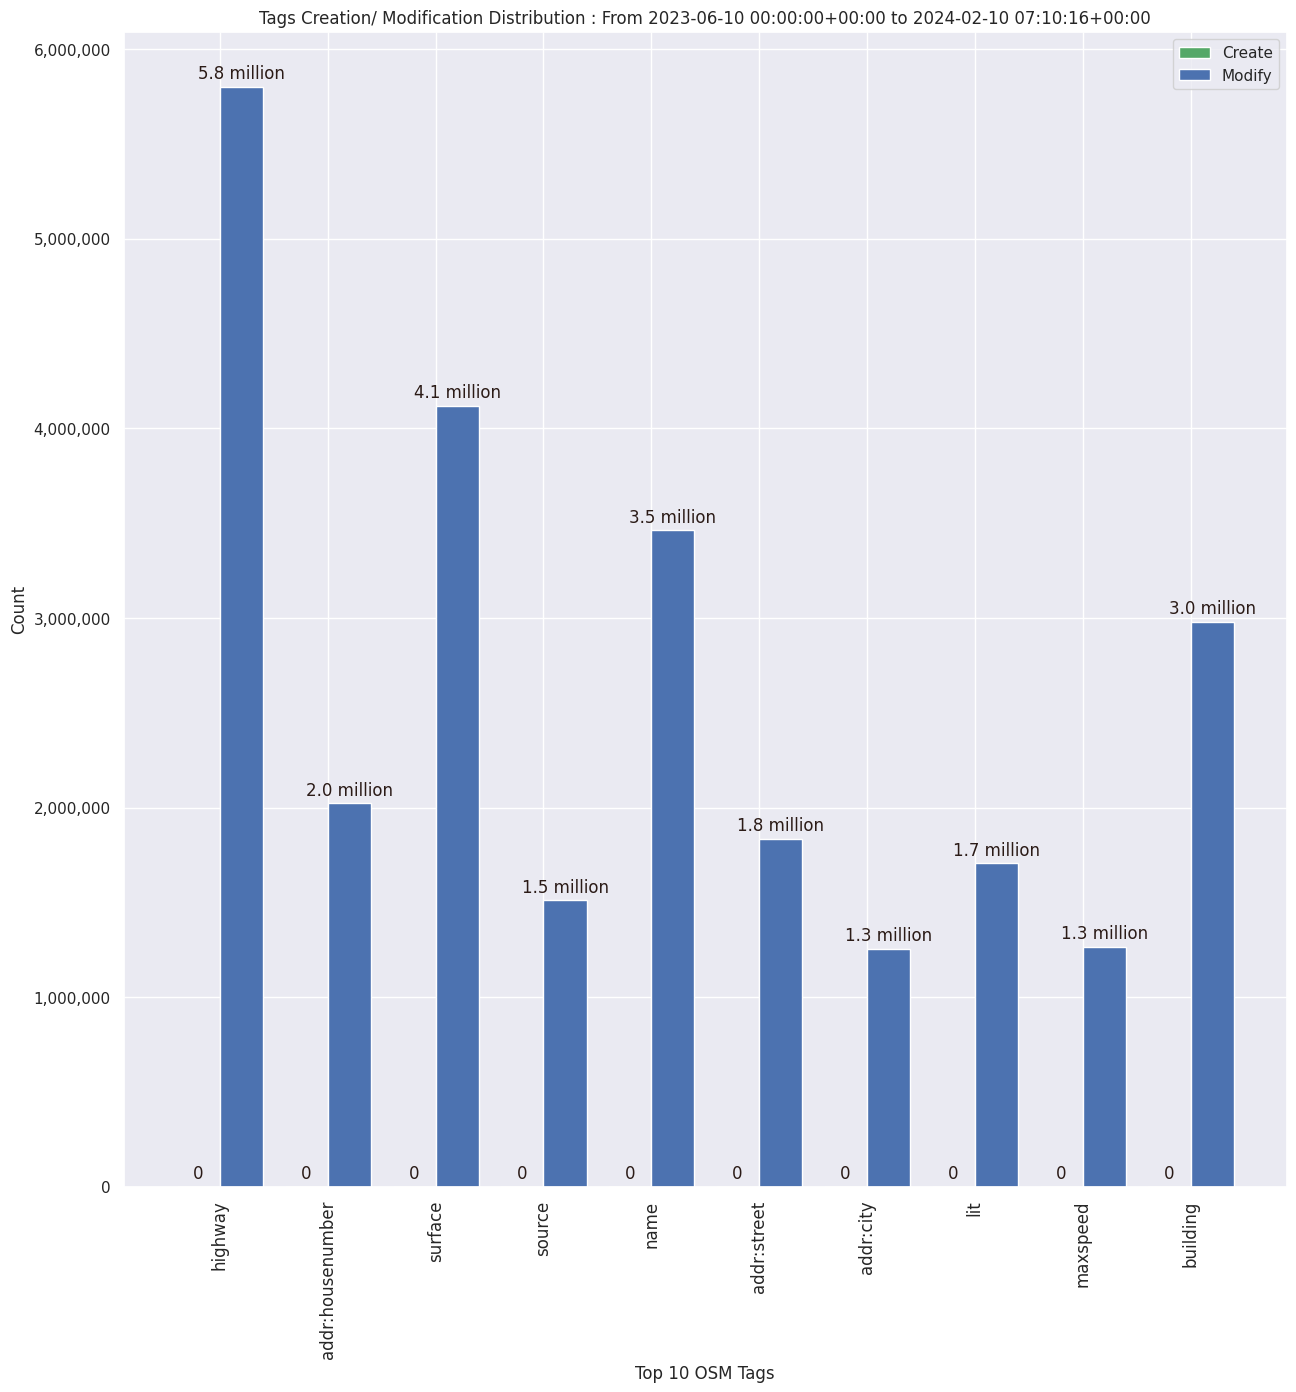 Tags Creation/ Modification Distribution : From 2023-06-10 00:00:00+00:00 to 2024-02-10 07:10:16+00:00
Create
Modify
6,000,000
5,000,000
4,000,000
3,000,000
2,000,000
1,000,000
0
Count
5.8 million
2.0 million
4.1 million
1.5 million
3.5 million
1.8 million
1.3 million
1.7 million
1.3 million
3.0 million
0
0
0
0
0
0
0
0
0
0
highway
addr:housenumber
surface
source
name
addr:street
addr:city
lit
maxspeed
building
Top 10 OSM Tags